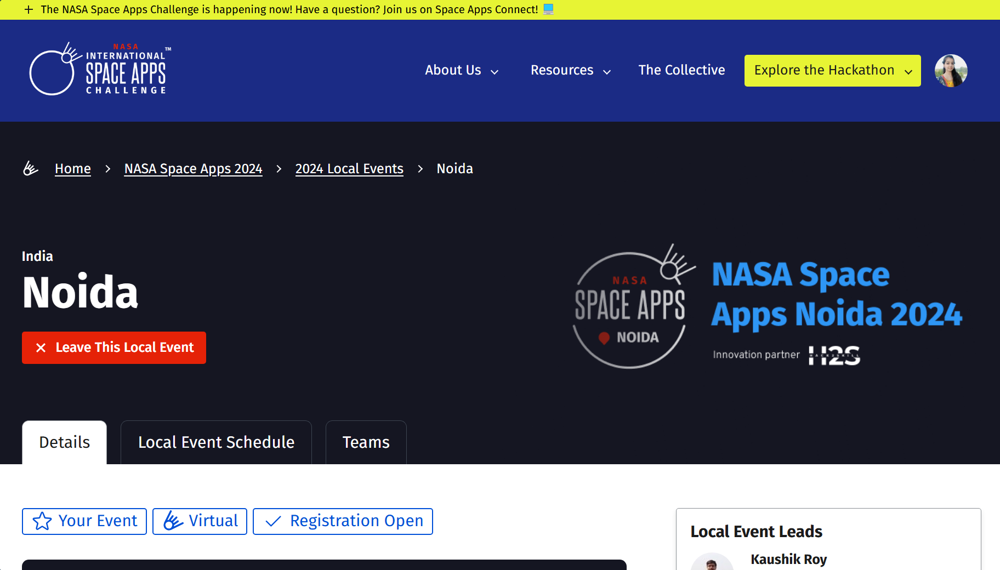 The NASA Space Apps Challenge is happening now! Have a question? Join us on Space Apps Connect!
NASA
INTERNATIONAL™
SPACE APPS
CHALLENGE
About Us
Resources
The Collective
Explore the Hackathon
Home
NASA Space Apps 2024
2024 Local Events
Noida
India
Noida
Leave This Local Event
NASA
SPACE APPS
NOIDA
NASA Space
Apps Noida 2024
Innovation partner
H2S
HACK2SKILL
Details
Local Event Schedule
Teams
Your Event
Virtual
Registration Open
Local Event Leads
Kaushik Roy